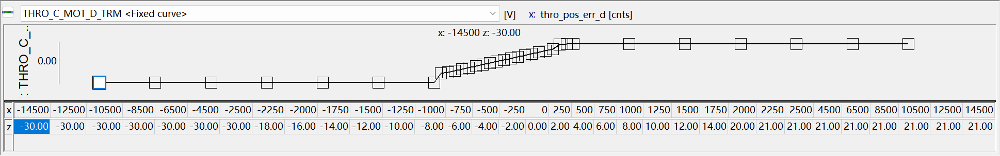 THRO_C_MOT_D_TRM <Fixed curve> [V] x: thro_pos_err_d [cnts]
x: -14500 z: -30.00
.: THRO_C_.:
0.00
x -14500 -12500 -10500 -8500 -6500 -4500 -2500 -2250 -2000 -1750 -1500 -1250 -1000 -750 -500 -250 0 250 500 750 1000 1250 1500 1750 2000 2250 2500 4500 6500 8500 10500 12500 14500
z -30.00 -30.00 -30.00 -30.00 -30.00 -30.00 -30.00 -18.00 -16.00 -14.00 -12.00 -10.00 -8.00 -6.00 -4.00 -2.00 0.00 2.00 4.00 6.00 8.00 10.00 12.00 14.00 20.00 21.00 21.00 21.00 21.00 21.00 21.00 21.00 21.00